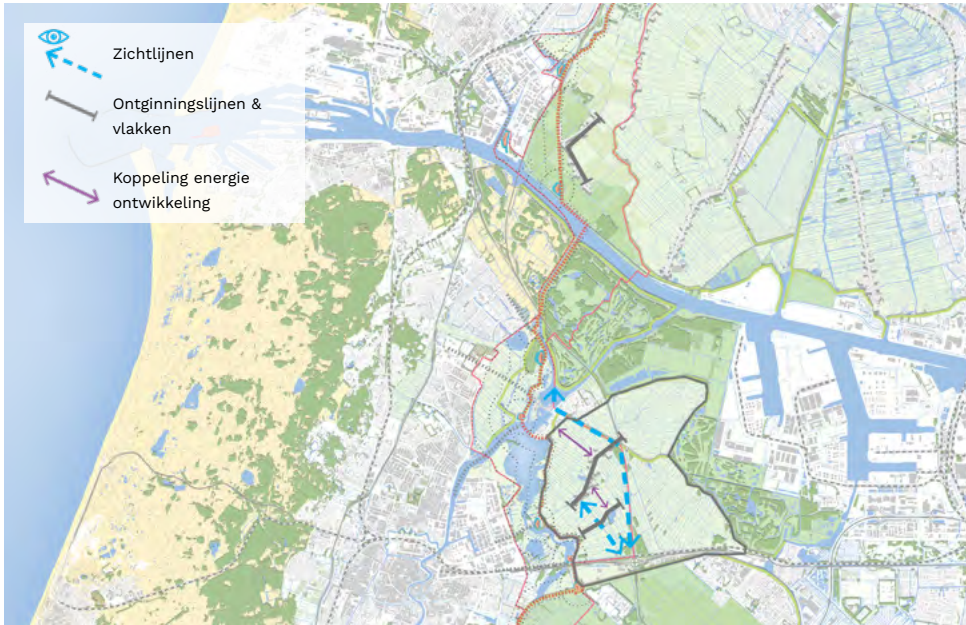 Zichtlijnen
Ontginningslijnen &
vlakken
Koppeling energie
ontwikkeling